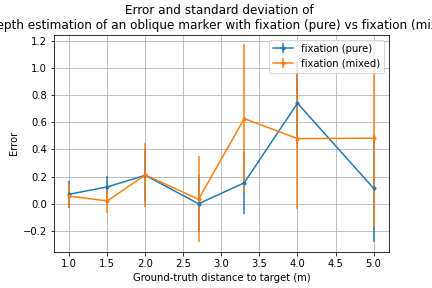 Error and standard deviation of
epth estimation of an oblique marker with fixation (pure) vs fixation (mi
fixation (pure)
fixation (mixed)
1.2
1.0
0.8
0.6
0.4
0.2
0.0
−0.2
Error
1.0 1.5 2.0 2.5 3.0 3.5 4.0 4.5 5.0
Ground-truth distance to target (m)